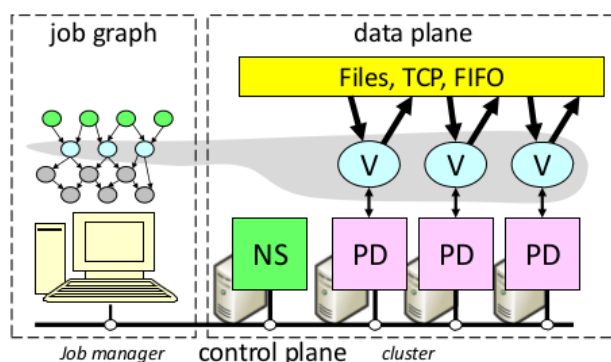 job graph
data plane
Files, TCP, FIFO
V
V
V
NS
PD
PD
PD
Job manager
control plane
cluster